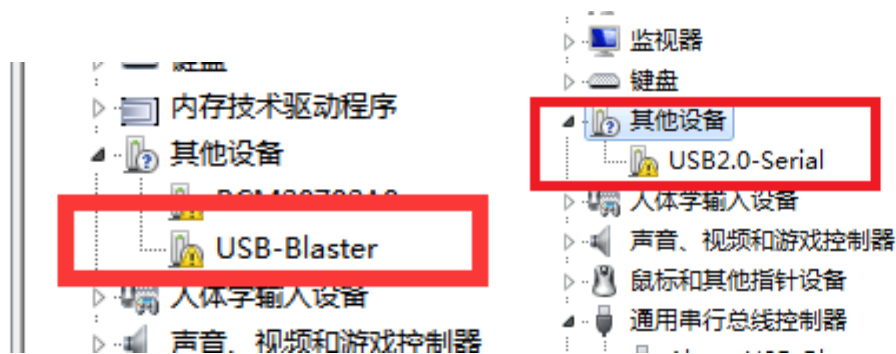 键盘
内存技术驱动程序
其他设备
USB-Blaster
人体学输入设备
声音、视频和游戏控制器
监视器
键盘
其他设备
USB2.0-Serial
人体学输入设备
声音、视频和游戏控制器
鼠标和其他指针设备
通用串行总线控制器